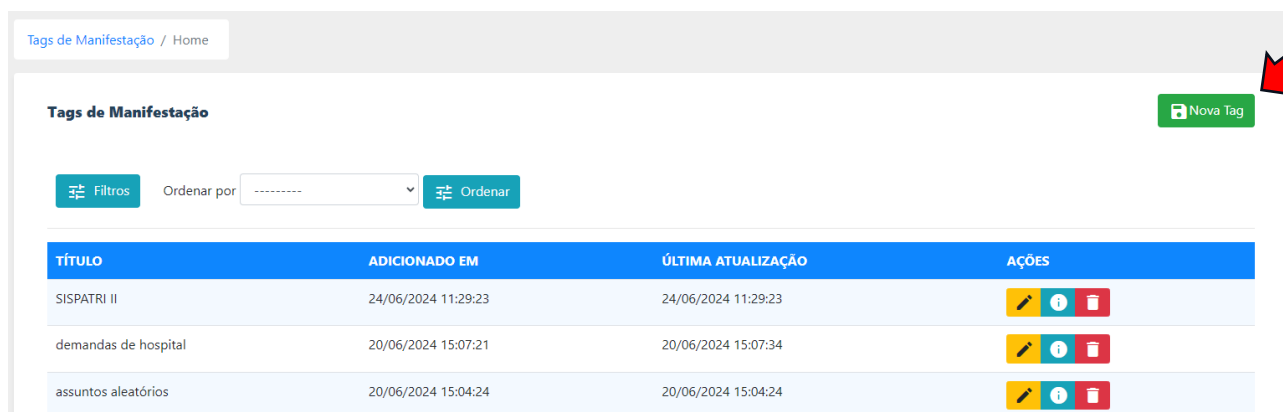 Tags de Manifestação / Home
Tags de Manifestação
Nova Tag
Filtros Ordenar por --------- Ordenar
TÍTULO ADICIONADO EM ÚLTIMA ATUALIZAÇÃO AÇÕES
SISPATRI II 24/06/2024 11:29:23 24/06/2024 11:29:23
demandas de hospital 20/06/2024 15:07:21 20/06/2024 15:07:34
assuntos aleatórios 20/06/2024 15:04:24 20/06/2024 15:04:24